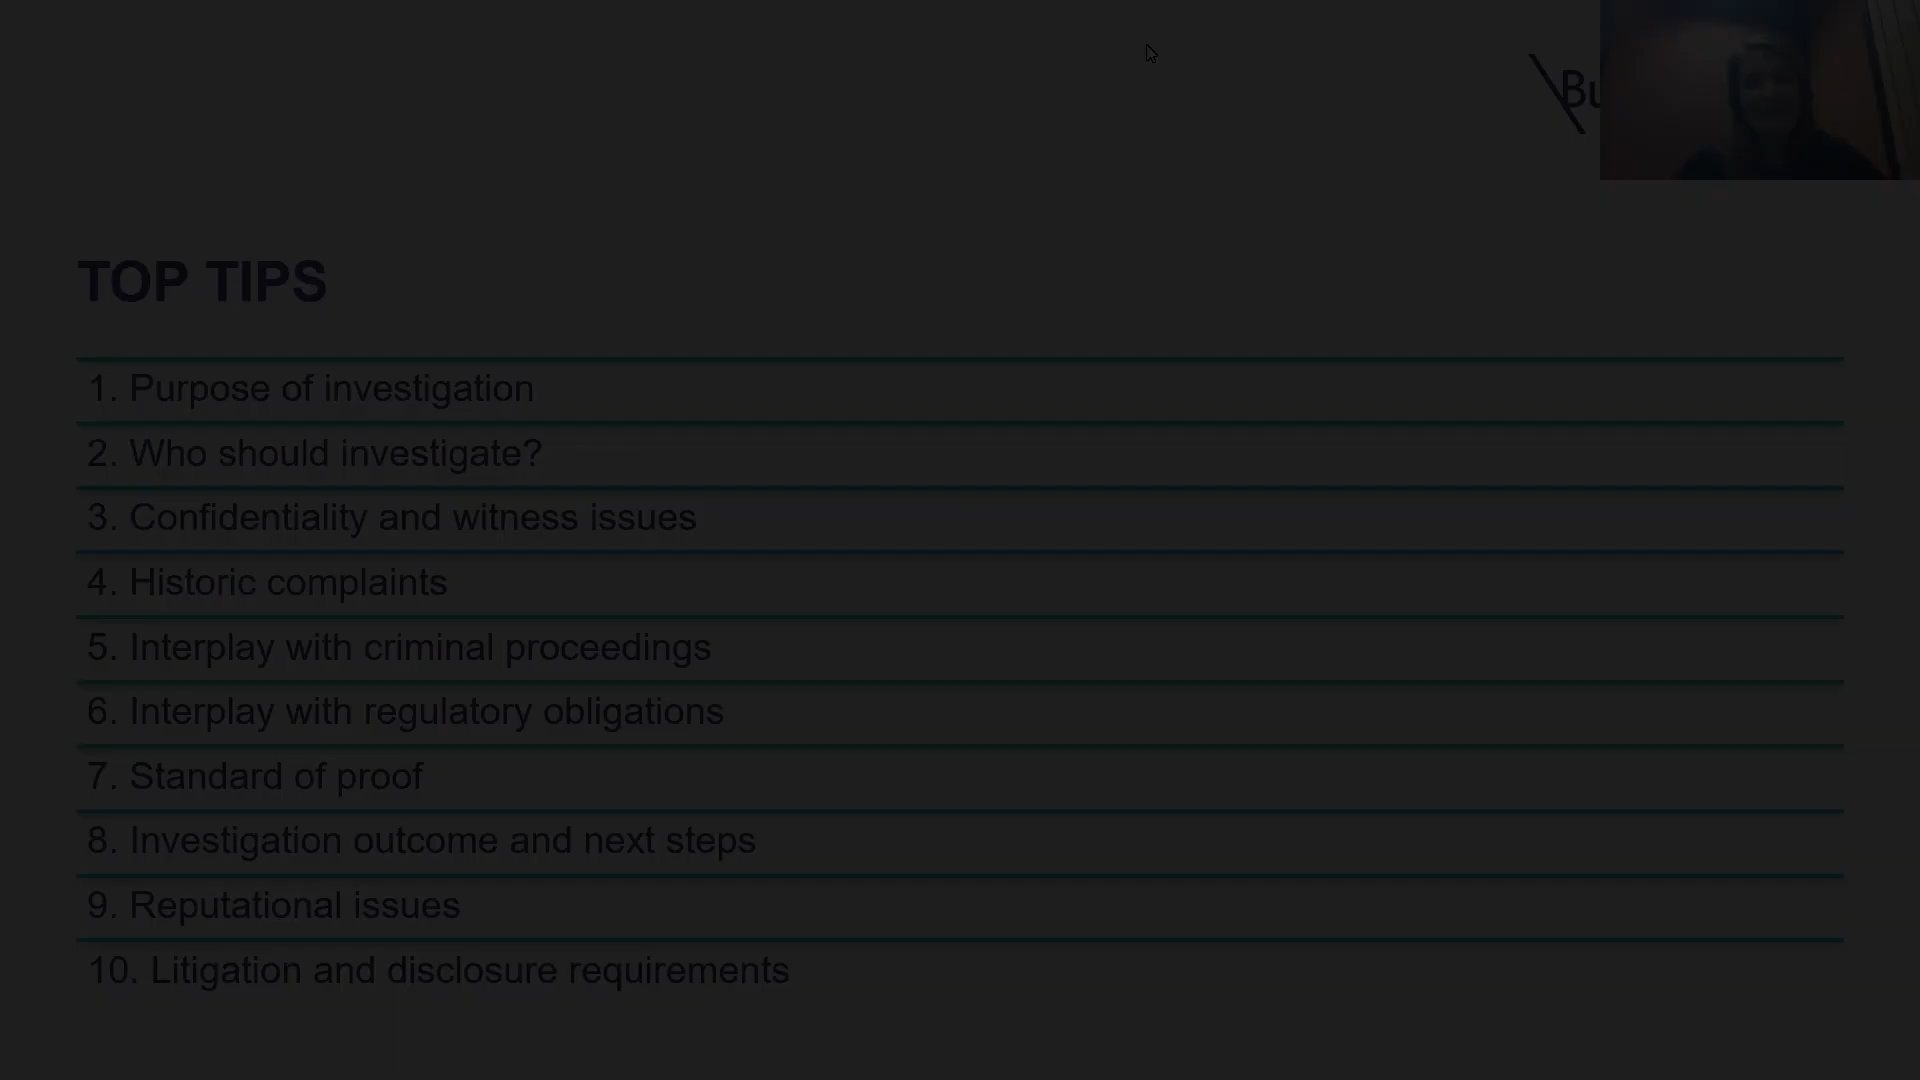 Bu
TOP TIPS
1. Purpose of investigation
2. Who should investigate?
3. Confidentiality and witness issues
4. Historic complaints
5. Interplay with criminal proceedings
6. Interplay with regulatory obligations
7. Standard of proof
8. Investigation outcome and next steps
9. Reputational issues
10. Litigation and disclosure requirements